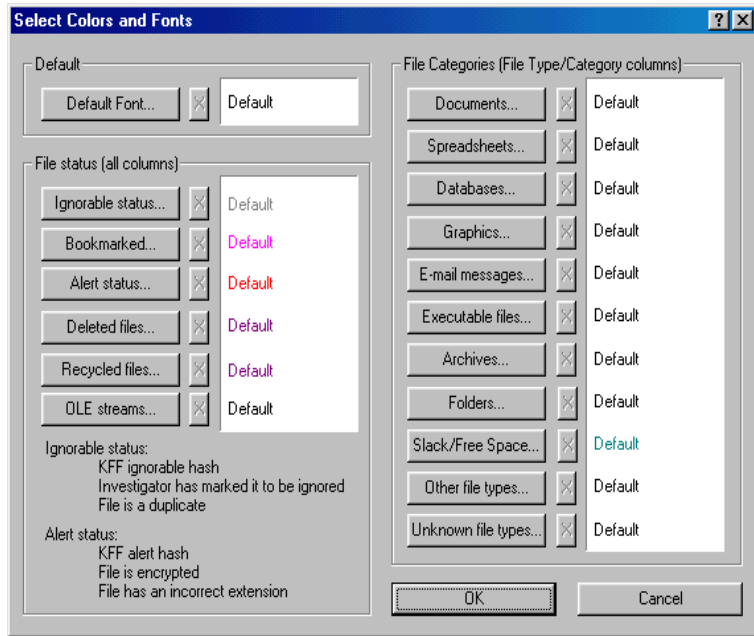 Select Colors and Fonts
Default
Default Font...
Default
File status (all columns)
Ignorable status...
Default
Bookmarked...
Default
Alert status...
Default
Deleted files...
Default
Recycled files...
Default
OLE streams...
Default
Ignorable status:
KFF ignorable hash
Investigator has marked it to be ignored
File is a duplicate
Alert status:
KFF alert hash
File is encrypted
File has an incorrect extension
File Categories (File Type/Category columns)
Documents...
Default
Spreadsheets...
Default
Databases...
Default
Graphics...
Default
E-mail messages...
Default
Executable files...
Default
Archives...
Default
Folders...
Default
Slack/Free Space...
Default
Other file types...
Default
Unknown file types...
Default
OK
Cancel